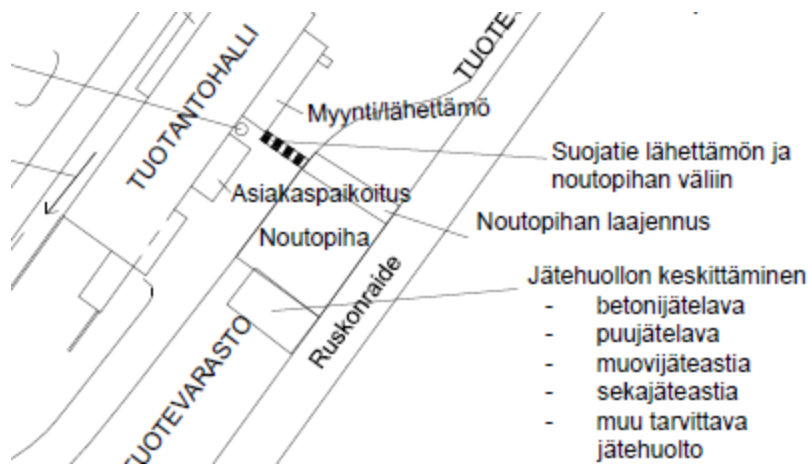 TUOTE
TUOTANTOHALLI
Myynti/lähettämö
Suojatie lähettämön ja
noutopihan väliin
Asiakaspaikoitus
Noutopihan laajennus
Noutopiha
Ruskonraide
Jätehuollon keskittäminen
- betonijätelava
- puujätelava
- muovijäteastia
- sekajäteastia
- muu tarvittava
jätehuolto
TUOTEVARASTO